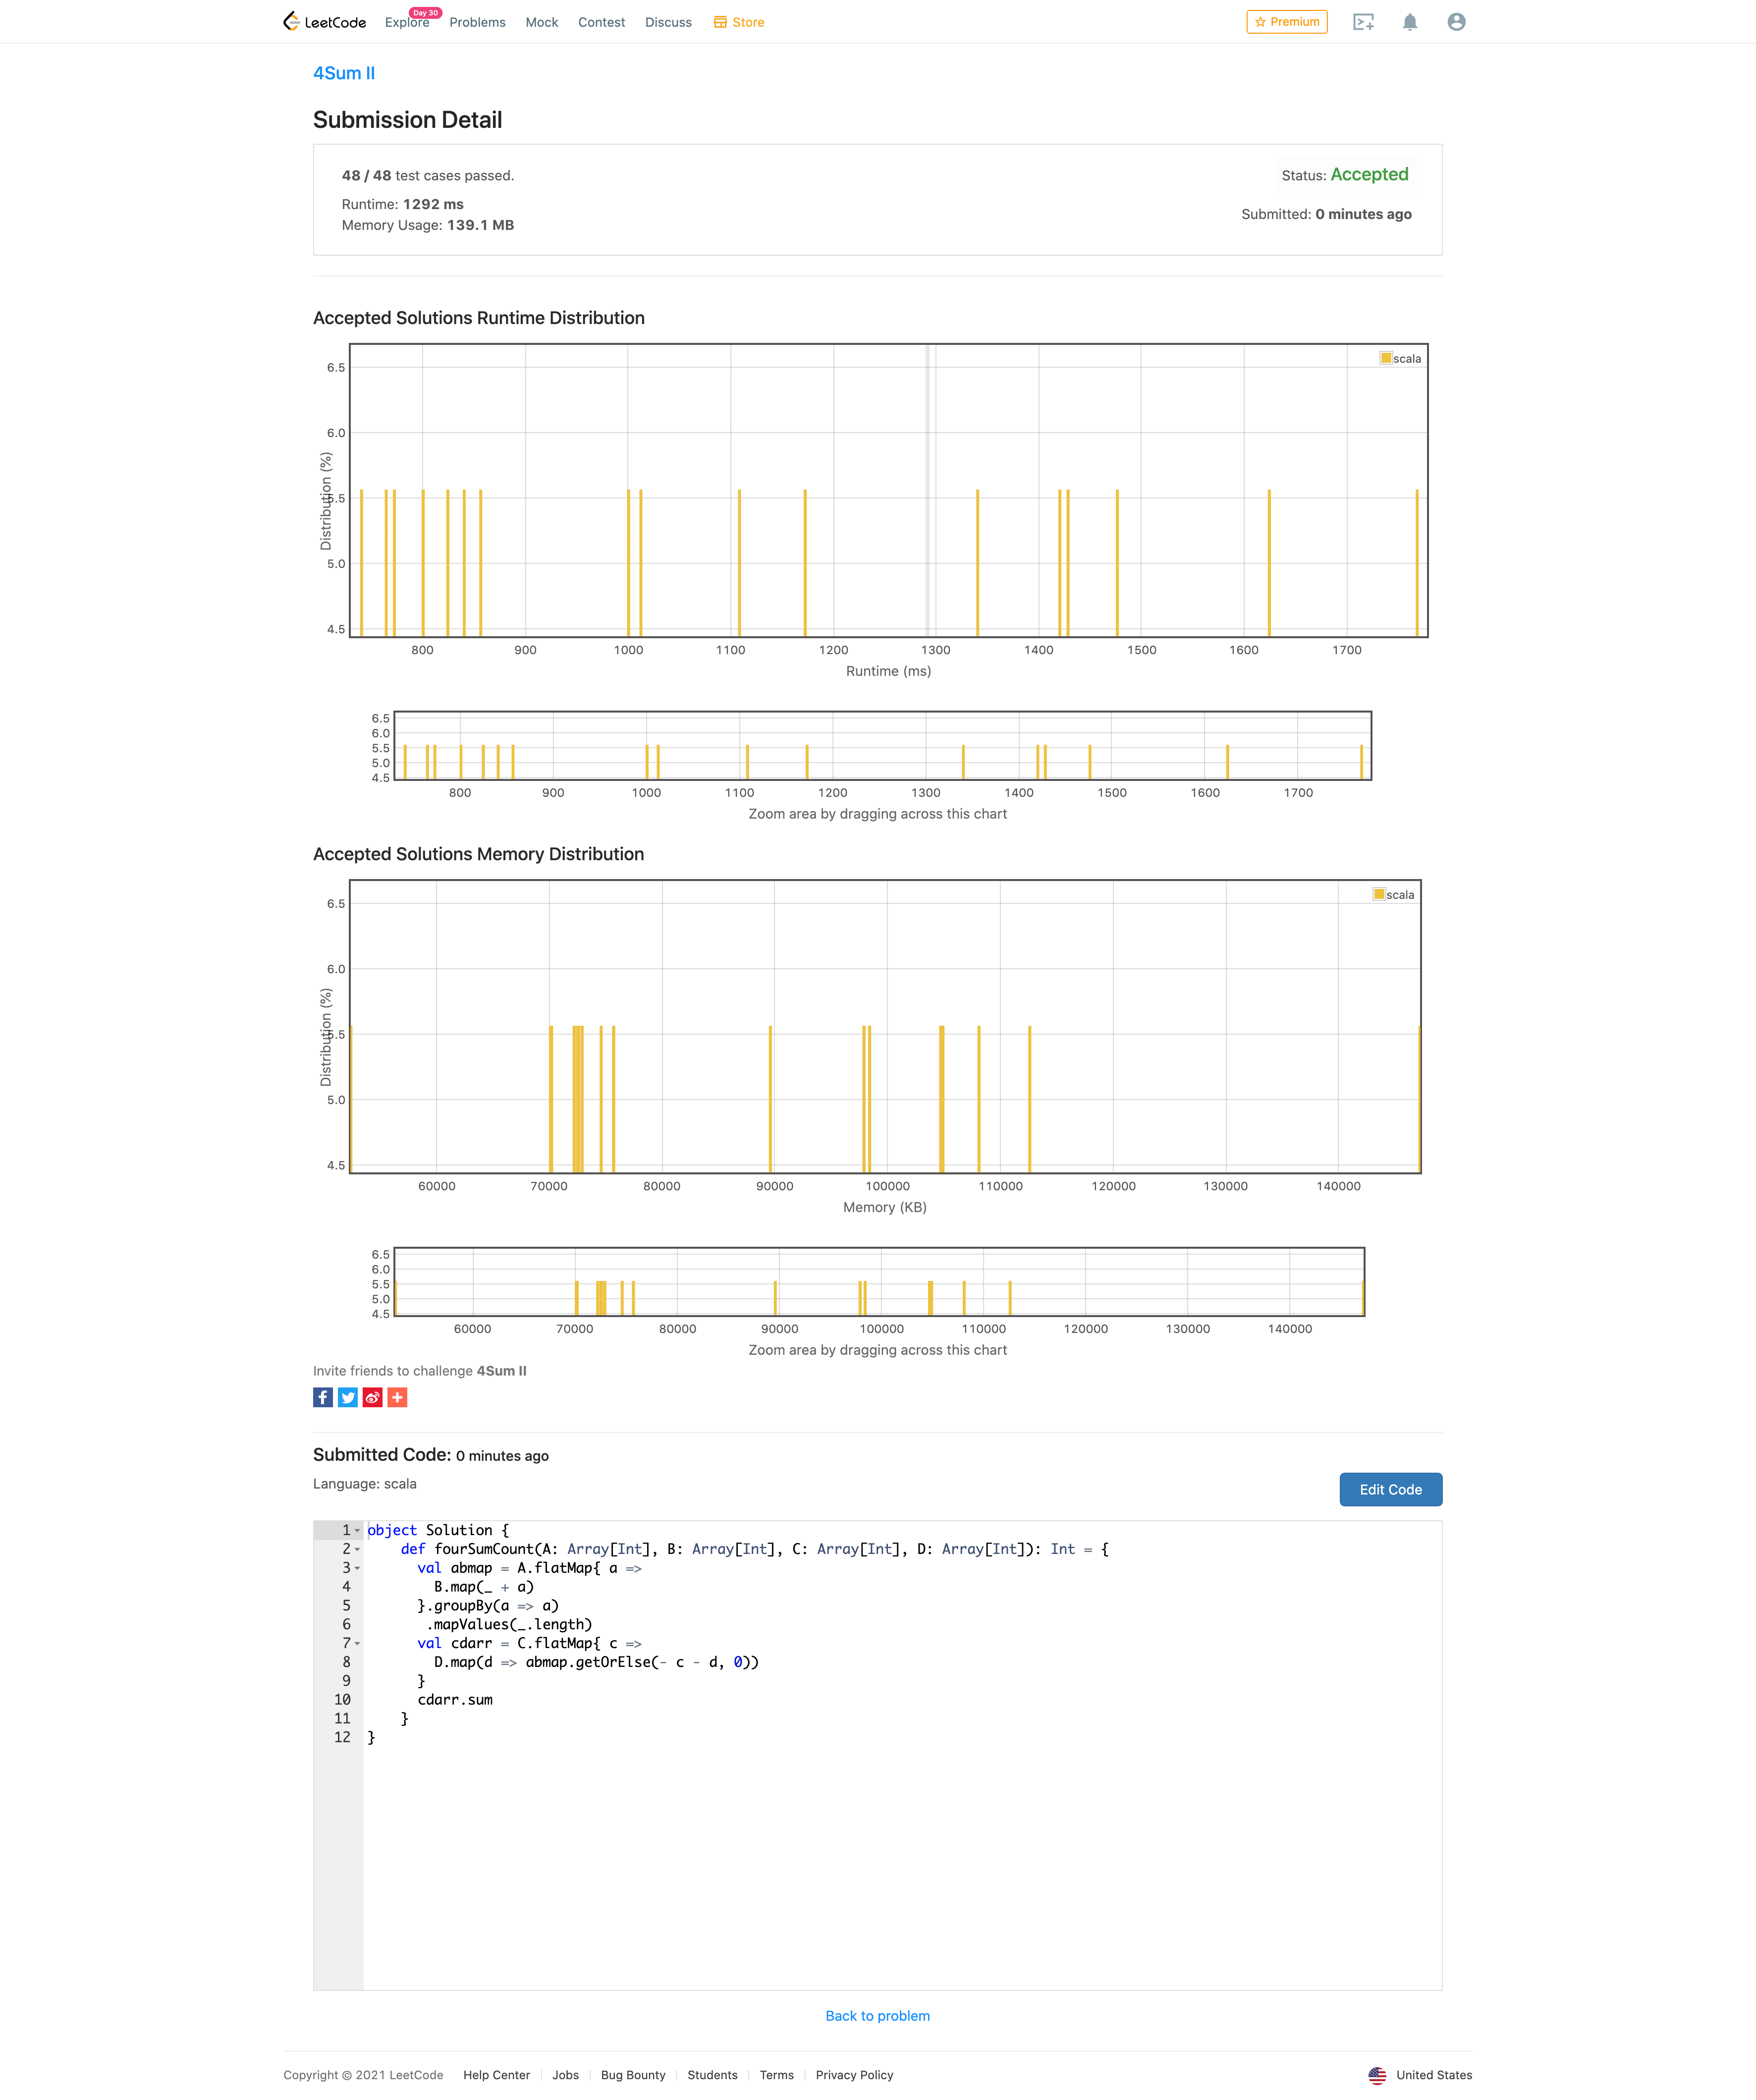 LeetCode Explore Day 30 Problems Mock Contest Discuss Store Premium
4Sum II
Submission Detail
48 / 48 test cases passed. Status: Accepted
Runtime: 1292 ms
Submitted: 0 minutes ago
Memory Usage: 139.1 MB
Accepted Solutions Runtime Distribution
scala
6.5
6.0
5.5
5.0
4.5
Distribution (%)
800 900 1000 1100 1200 1300 1400 1500 1600 1700
Runtime (ms)
6.5
6.0
5.5
5.0
4.5
800 900 1000 1100 1200 1300 1400 1500 1600 1700
Zoom area by dragging across this chart
Accepted Solutions Memory Distribution
scala
6.5
6.0
5.5
5.0
4.5
Distribution (%)
60000 70000 80000 90000 100000 110000 120000 130000 140000
Memory (KB)
6.5
6.0
5.5
5.0
4.5
60000 70000 80000 90000 100000 110000 120000 130000 140000
Zoom area by dragging across this chart
Invite friends to challenge 4Sum II
Submitted Code: 0 minutes ago
Language: scala
Edit Code
1 object Solution {
2     def fourSumCount(A: Array[Int], B: Array[Int], C: Array[Int], D: Array[Int]): Int = {
3       val abmap = A.flatMap{ a =>
4         B.map(_ + a)
5       }.groupBy(a => a)
6        .mapValues(_.length)
7       val cdarr = C.flatMap{ c =>
8         D.map(d => abmap.getOrElse(- c - d, 0))
9       }
10       cdarr.sum
11     }
12 }
Back to problem
Copyright © 2021 LeetCode Help Center Jobs Bug Bounty Students Terms Privacy Policy United States